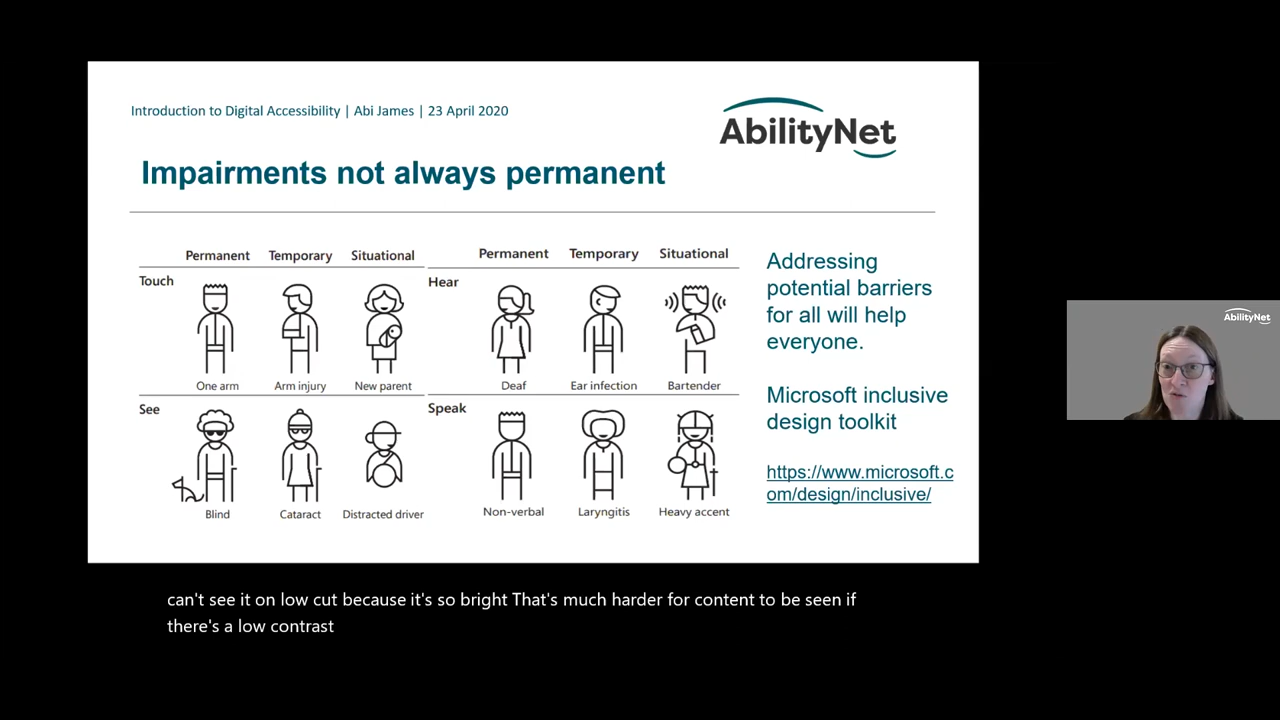 Introduction to Digital Accessibility | Abi James | 23 April 2020
AbilityNet
Impairments not always permanent
Permanent Temporary Situational
Touch
One arm Arm injury New parent
See
Blind Cataract Distracted driver
Permanent Temporary Situational
Hear
Deaf Ear infection Bartender
Speak
Non-verbal Laryngitis Heavy accent
Addressing
potential barriers
for all will help
everyone.
Microsoft inclusive
design toolkit
https://www.microsoft.c
om/design/inclusive/
AbilityNet
can't see it on low cut because it's so bright That's much harder for content to be seen if
there's a low contrast